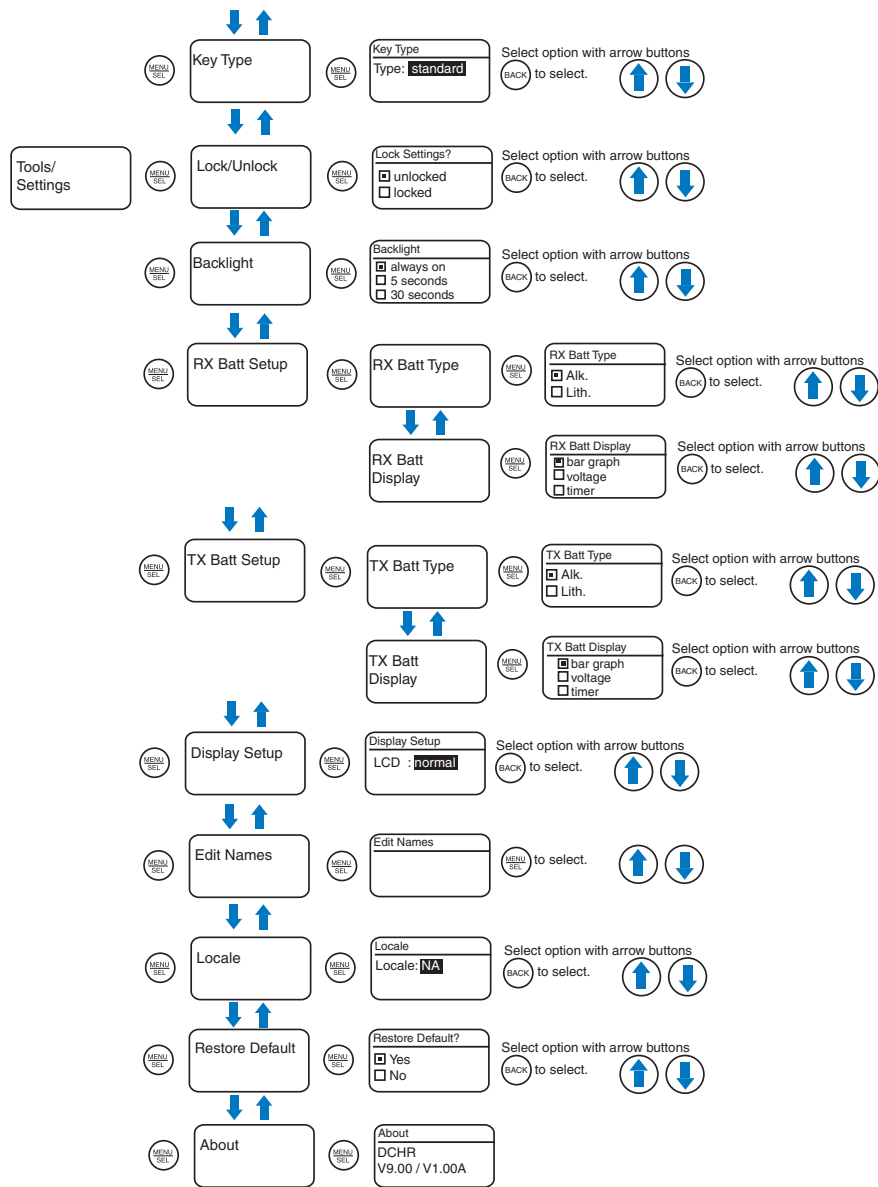 MENU
SEL
Key Type
MENU
SEL
Key Type
Type: standard
Select option with arrow buttons
BACK to select.
Tools/
Settings
MENU
SEL
Lock/Unlock
MENU
SEL
Lock Settings?
unlocked
locked
Select option with arrow buttons
BACK to select.
MENU
SEL
Backlight
MENU
SEL
Backlight
always on
5 seconds
30 seconds
Select option with arrow buttons
BACK to select.
MENU
SEL
RX Batt Setup
MENU
SEL
RX Batt Type
MENU
SEL
RX Batt Type
Alk.
Lith.
Select option with arrow buttons
BACK to select.
RX Batt
Display
MENU
SEL
RX Batt Display
bar graph
voltage
timer
Select option with arrow buttons
BACK to select.
MENU
SEL
TX Batt Setup
MENU
SEL
TX Batt Type
MENU
SEL
TX Batt Type
Alk.
Lith.
Select option with arrow buttons
BACK to select.
TX Batt
Display
MENU
SEL
TX Batt Display
bar graph
voltage
timer
Select option with arrow buttons
BACK to select.
MENU
SEL
Display Setup
MENU
SEL
Display Setup
LCD : normal
Select option with arrow buttons
BACK to select.
MENU
SEL
Edit Names
MENU
SEL
Edit Names
MENU
SEL
to select.
MENU
SEL
Locale
MENU
SEL
Locale
Locale: NA
Select option with arrow buttons
BACK to select.
MENU
SEL
Restore Default
MENU
SEL
Restore Default?
Yes
No
Select option with arrow buttons
BACK to select.
MENU
SEL
About
MENU
SEL
About
DCHR
V9.00 / V1.00A